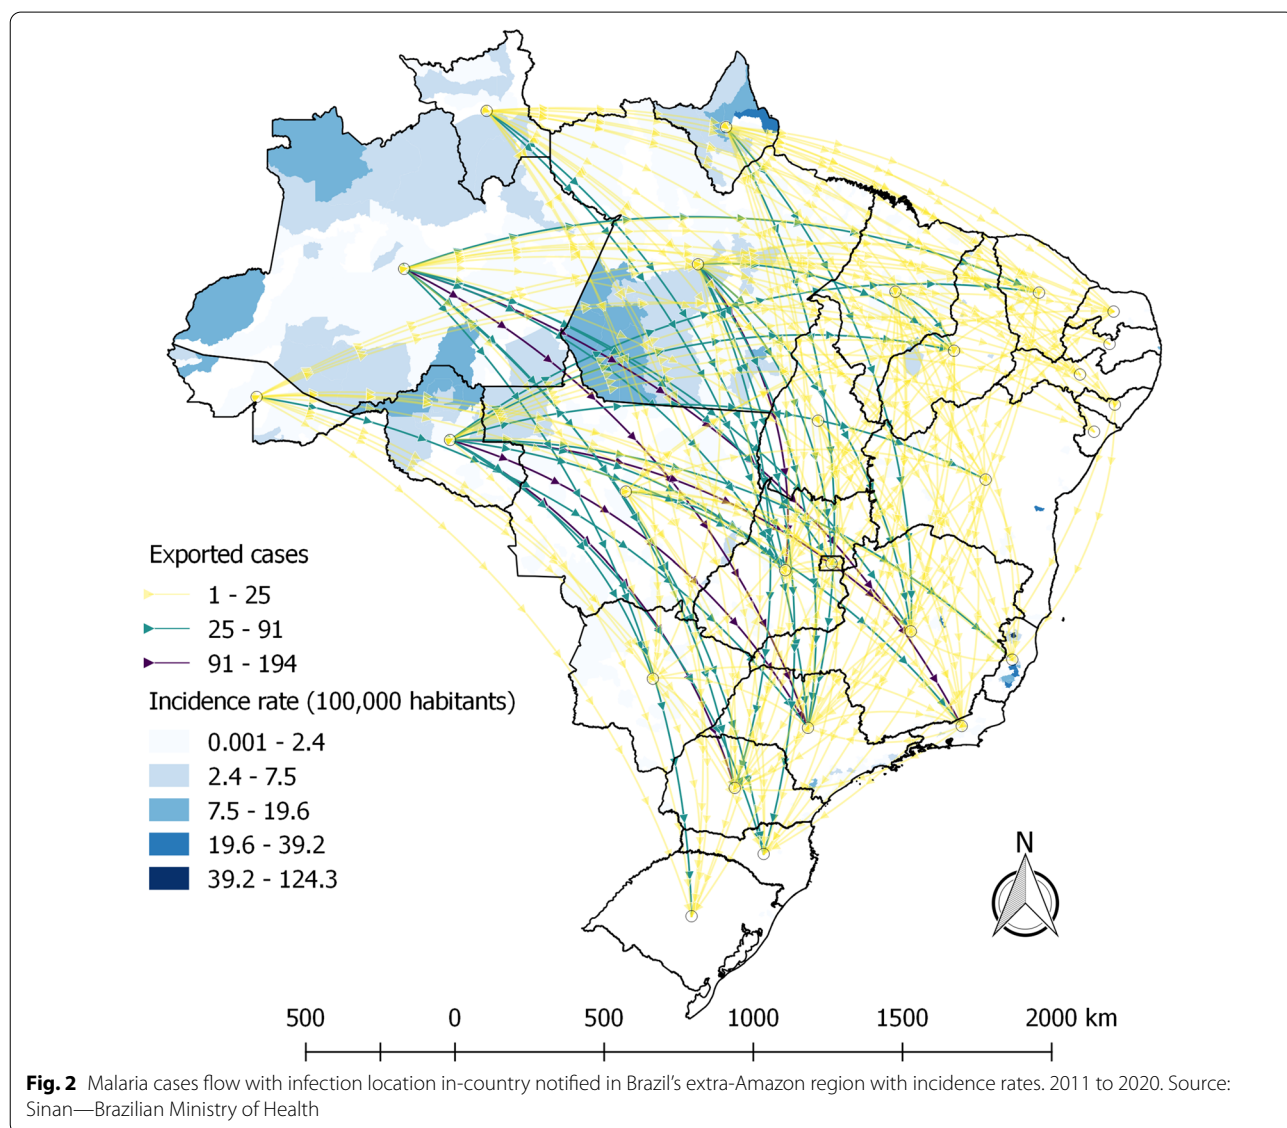 Exported cases
1 - 25
25 - 91
91 - 194
Incidence rate (100,000 habitants)
0.001 - 2.4
2.4 - 7.5
7.5 - 19.6
19.6 - 39.2
39.2 - 124.3
N
500 0 500 1000 1500 2000 km
Fig. 2 Malaria cases flow with infection location in-country notified in Brazil’s extra-Amazon region with incidence rates. 2011 to 2020. Source:
Sinan—Brazilian Ministry of Health